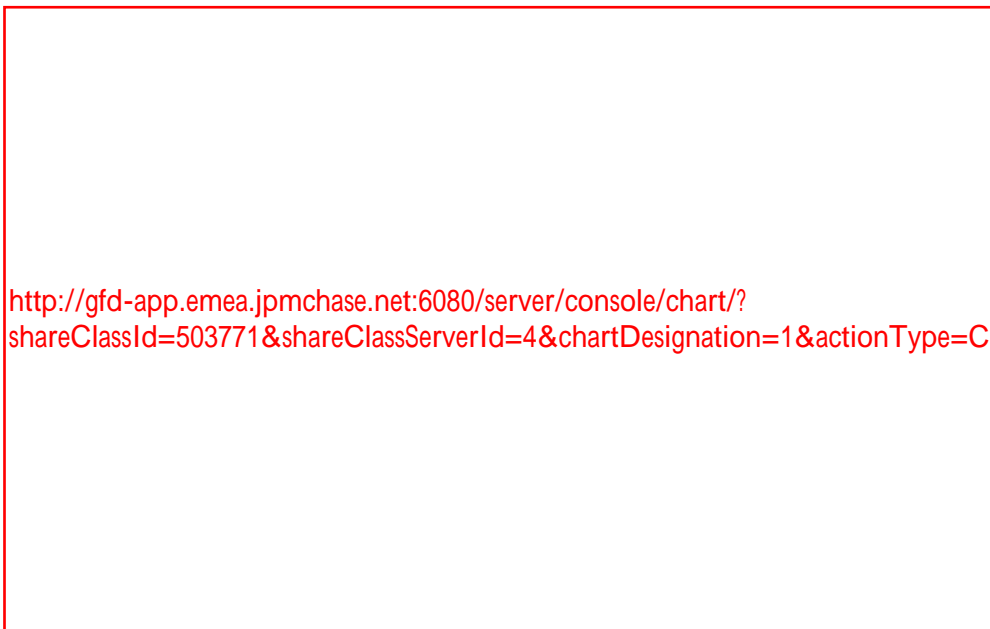 http://gfd-app.emea.jpmchase.net:6080/server/console/chart/?
shareClassId=503771&shareClassServerId=4&chartDesignation=1&actionType=C